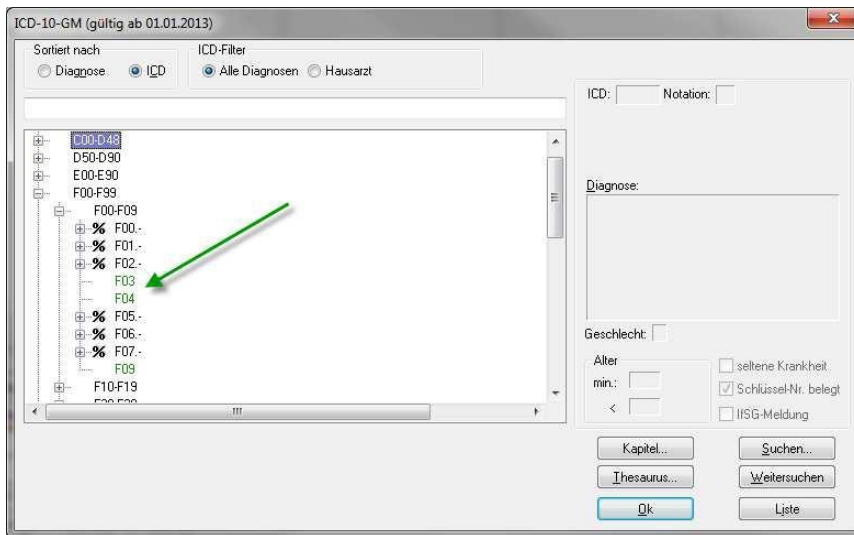 ICD-10-GM (gültig ab 01.01.2013)
Sortiert nach
Diagnose ICD
ICD-Filter
Alle Diagnosen Hausarzt
C00-D48
D50-D90
E00-E90
F00-F99
F00-F09
% F00.-
% F01.-
% F02.-
F03
F04
% F05.-
% F06.-
% F07.-
F09
F10-F19
ICD: Notation:
Diagnose:
Geschlecht:
Alter
min.:
<
seltene Krankheit
Schlüssel-Nr. belegt
IfSG-Meldung
Kapitel... Suchen...
Thesaurus... Weitersuchen
Ok Liste